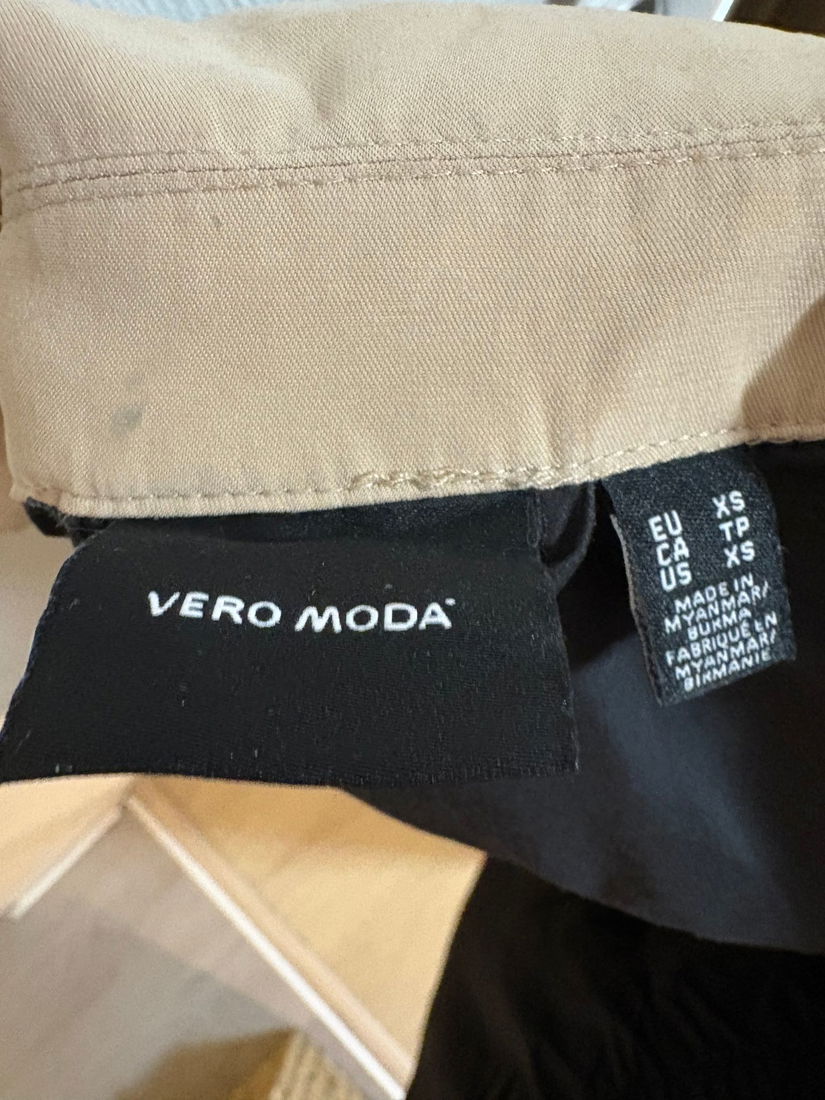 VERO MODA
EU XS
CA TP
US XS
MADE IN
MYANMAR/
BURMA
FABRIQUÉ EN
MYANMAR/
BIRMANIE